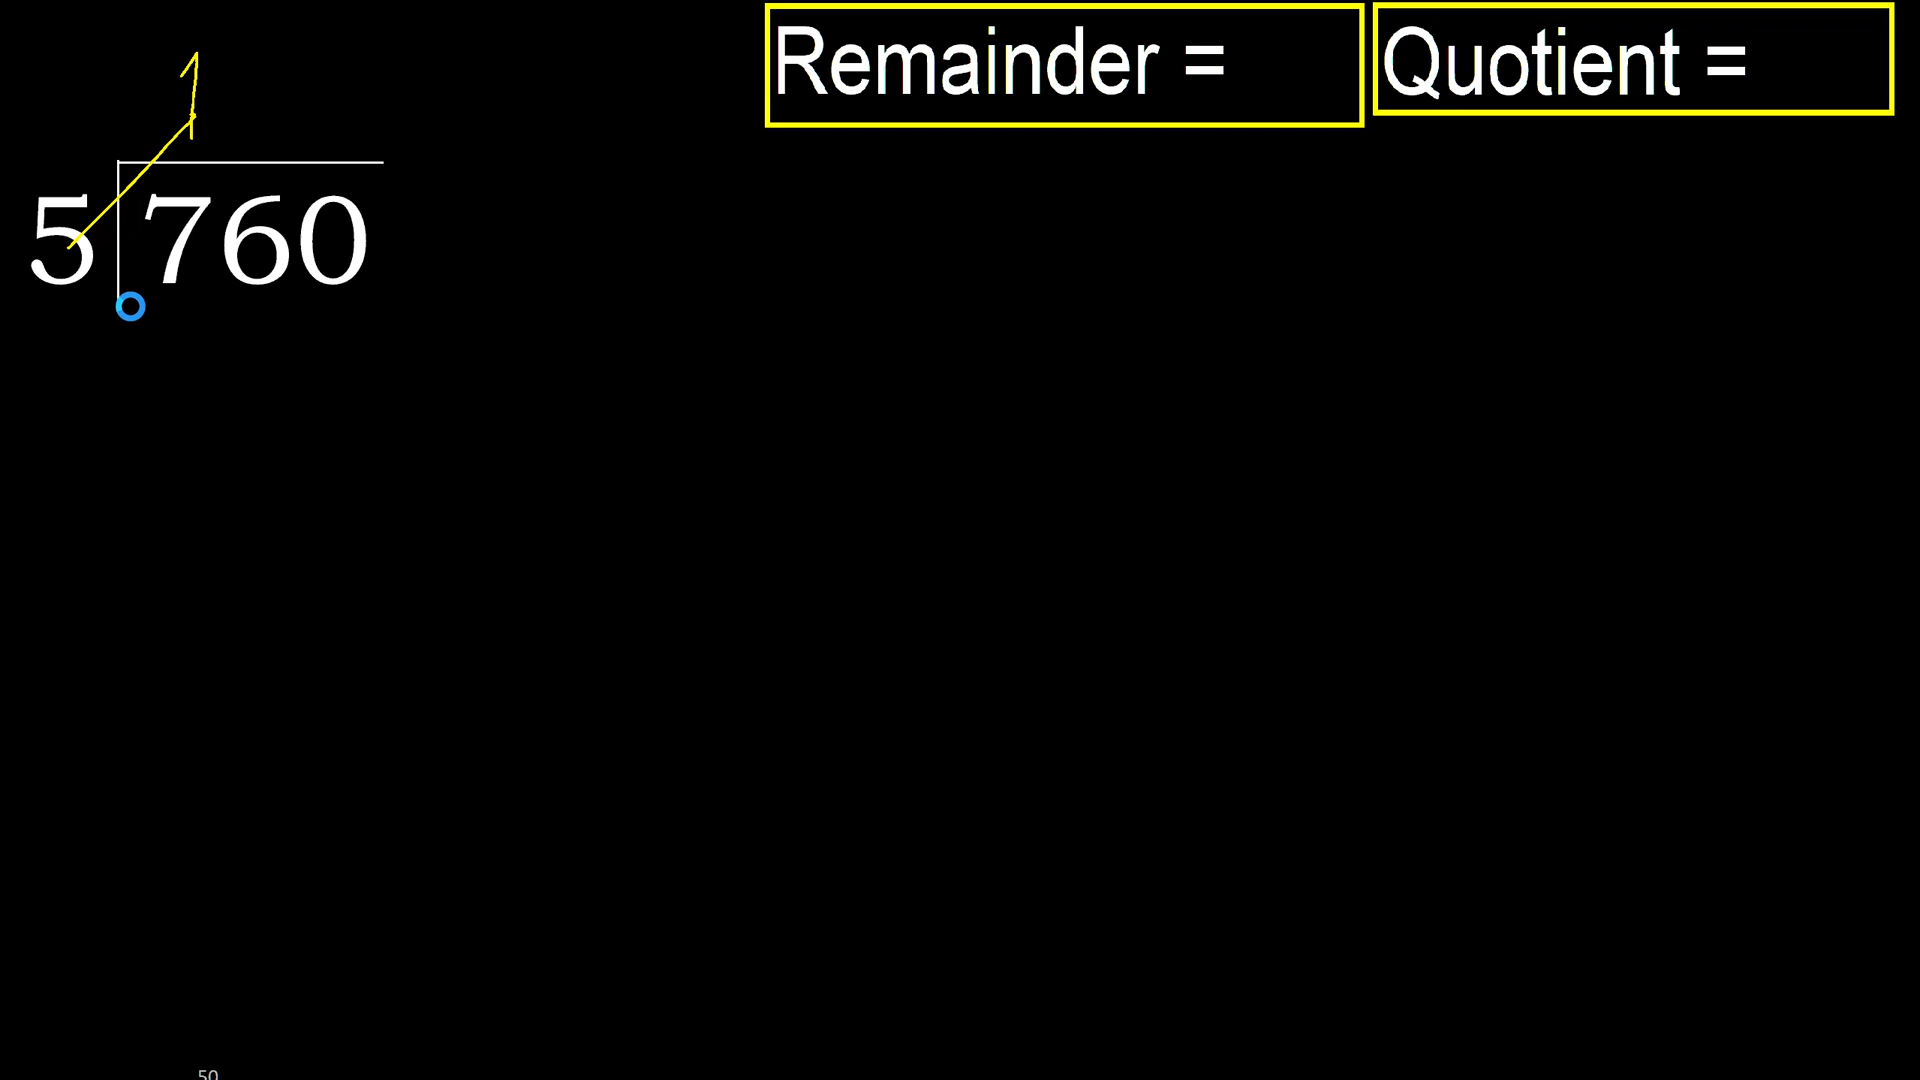 Remainder =
Quotient =
1
5 760
50